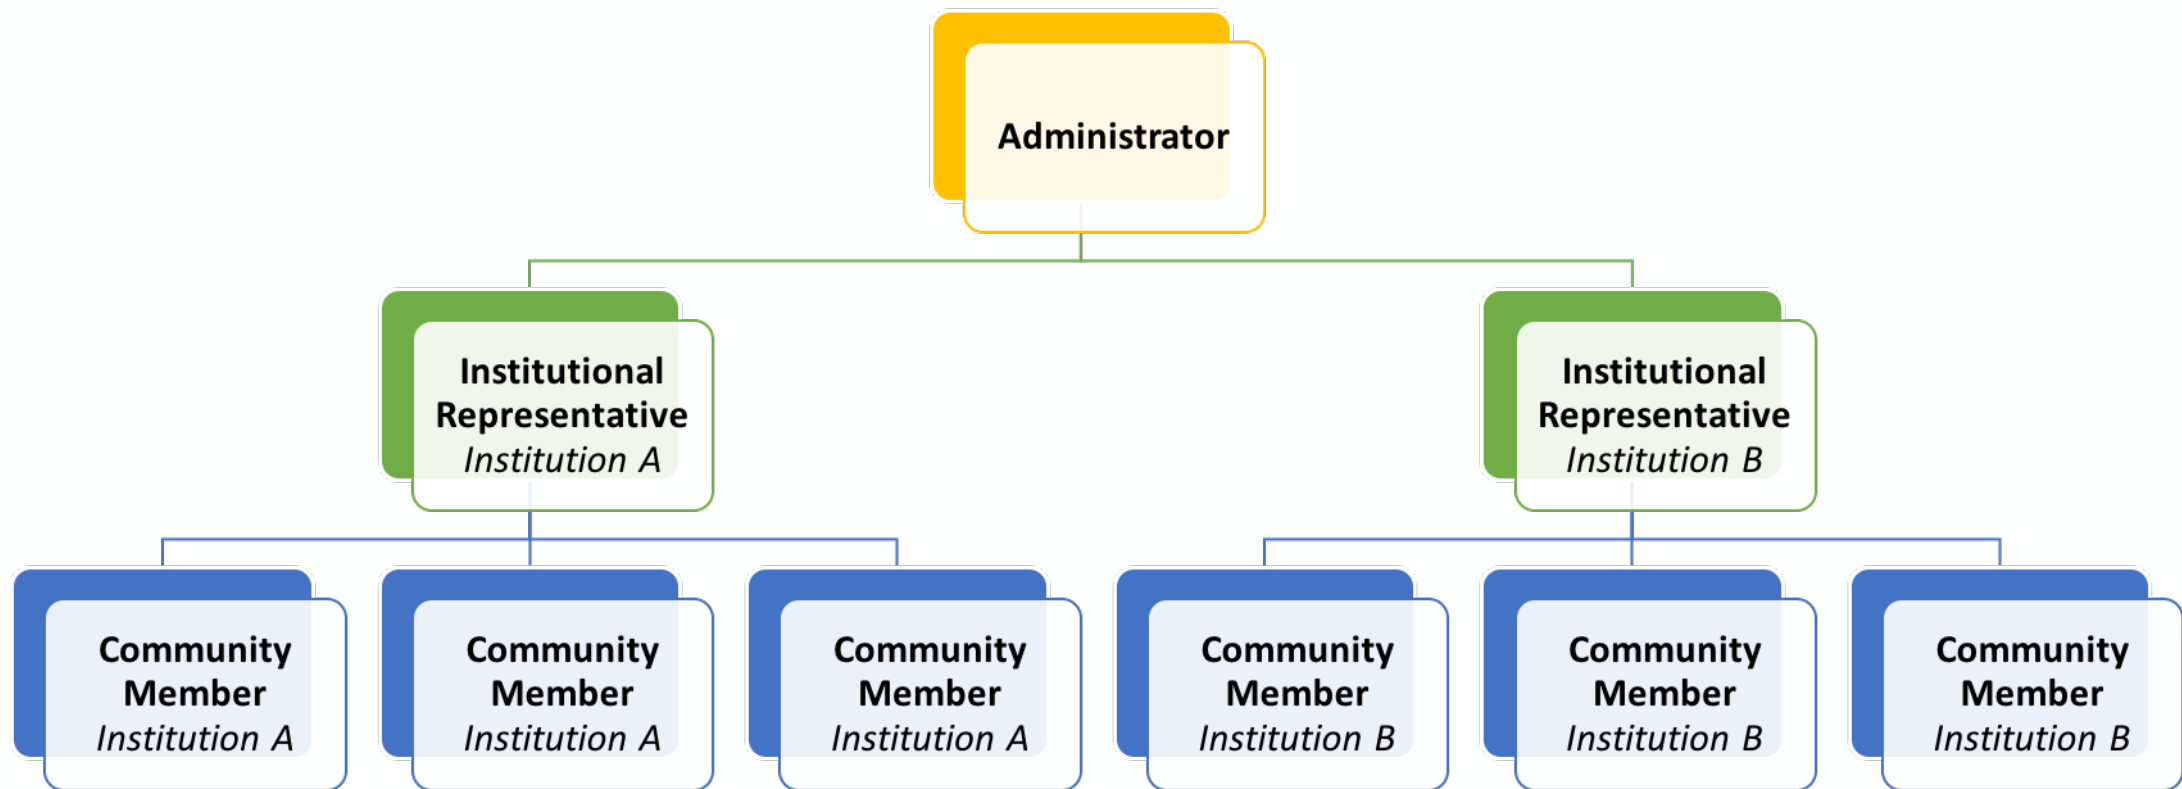 Administrator
Institutional
Representative
Institution A
Institutional
Representative
Institution B
Community
Member
Institution A
Community
Member
Institution A
Community
Member
Institution A
Community
Member
Institution B
Community
Member
Institution B
Community
Member
Institution B